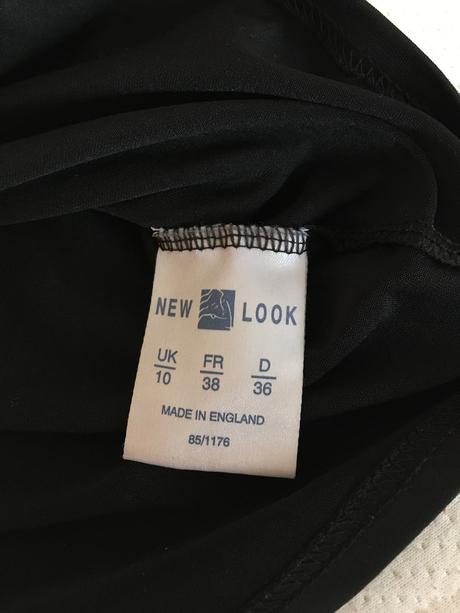 NEW LOOK
UK FR D
10 38 36
MADE IN ENGLAND
85/1176